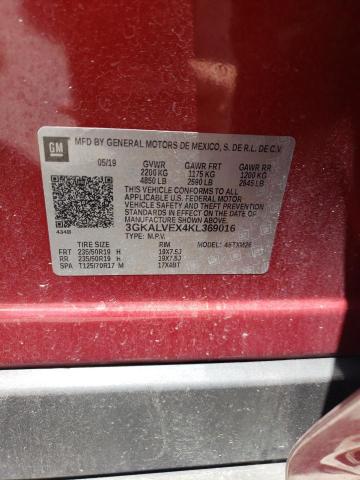 GM
MFD. BY GENERAL MOTORS DE MEXICO, S. DE R.L. DE C.V.
05/19 GVWR GAWR FRT GAWR RR
2200 KG 1175 KG 1200 KG
4850 LB 2590 LB 2645 LB
THIS VEHICLE CONFORMS TO ALL
APPLICABLE U.S. FEDERAL MOTOR
VEHICLE SAFETY AND THEFT
PREVENTION STANDARDS IN EFFECT ON
THE DATE OF MANUFACTURE SHOWN
ABOVE.
3GKALVEX4KL369016
TYPE: M.P.V. MODEL:
TIRE SIZE RIM
FRT 235/50R19 H 19X7.5J
RR 235/50R19 H 19X7.5J
SPA T125/70R17 M 17X4BT